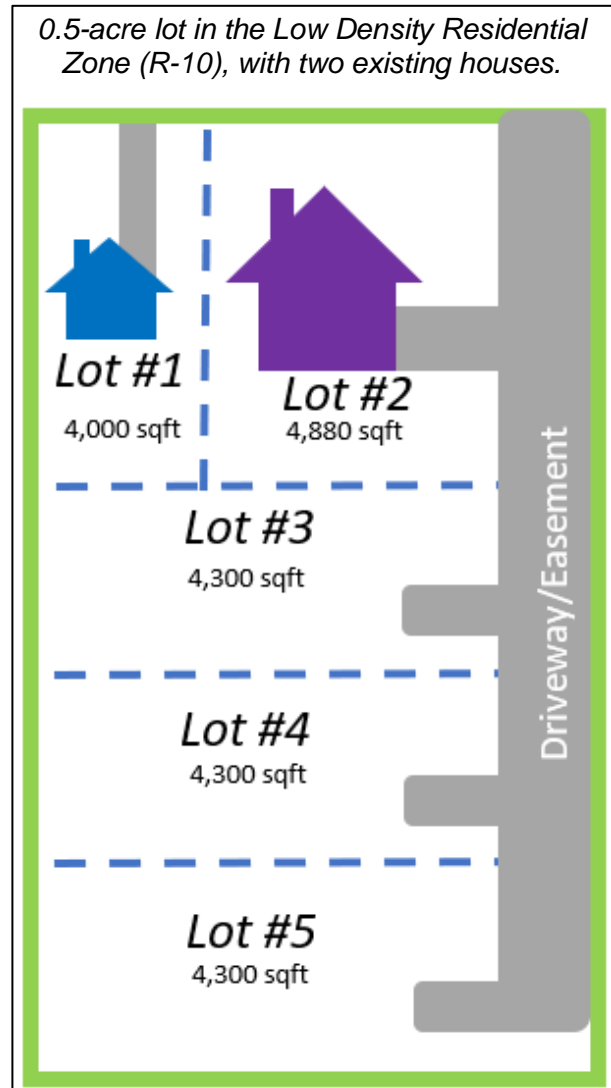 0.5-acre lot in the Low Density Residential
Zone (R-10), with two existing houses.
Lot #1
4,000 sqft
Lot #2
4,880 sqft
Lot #3
4,300 sqft
Lot #4
4,300 sqft
Lot #5
4,300 sqft
Driveway/Easement